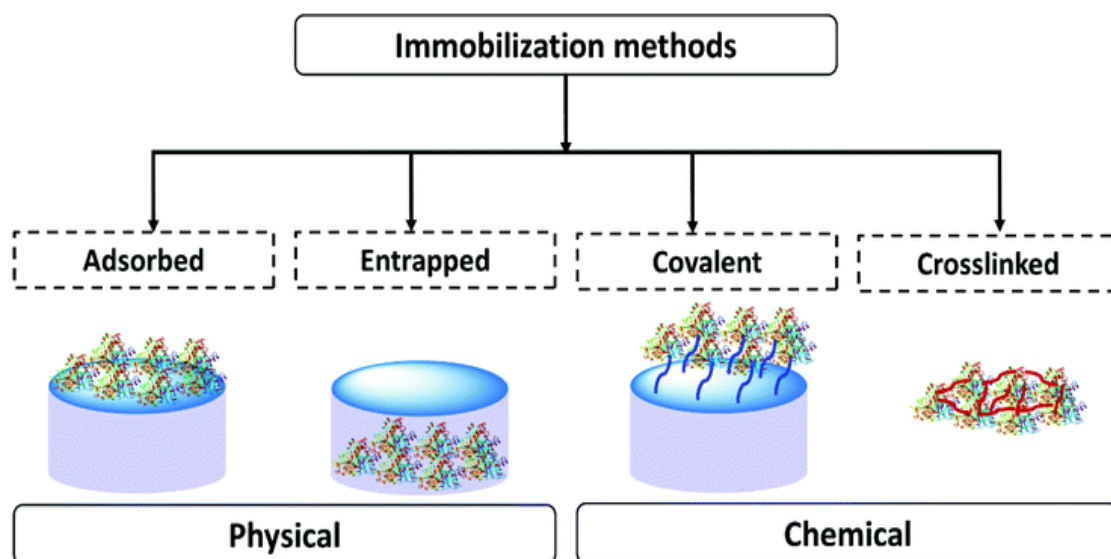 Immobilization methods
Adsorbed
Entrapped
Covalent
Crosslinked
Physical
Chemical